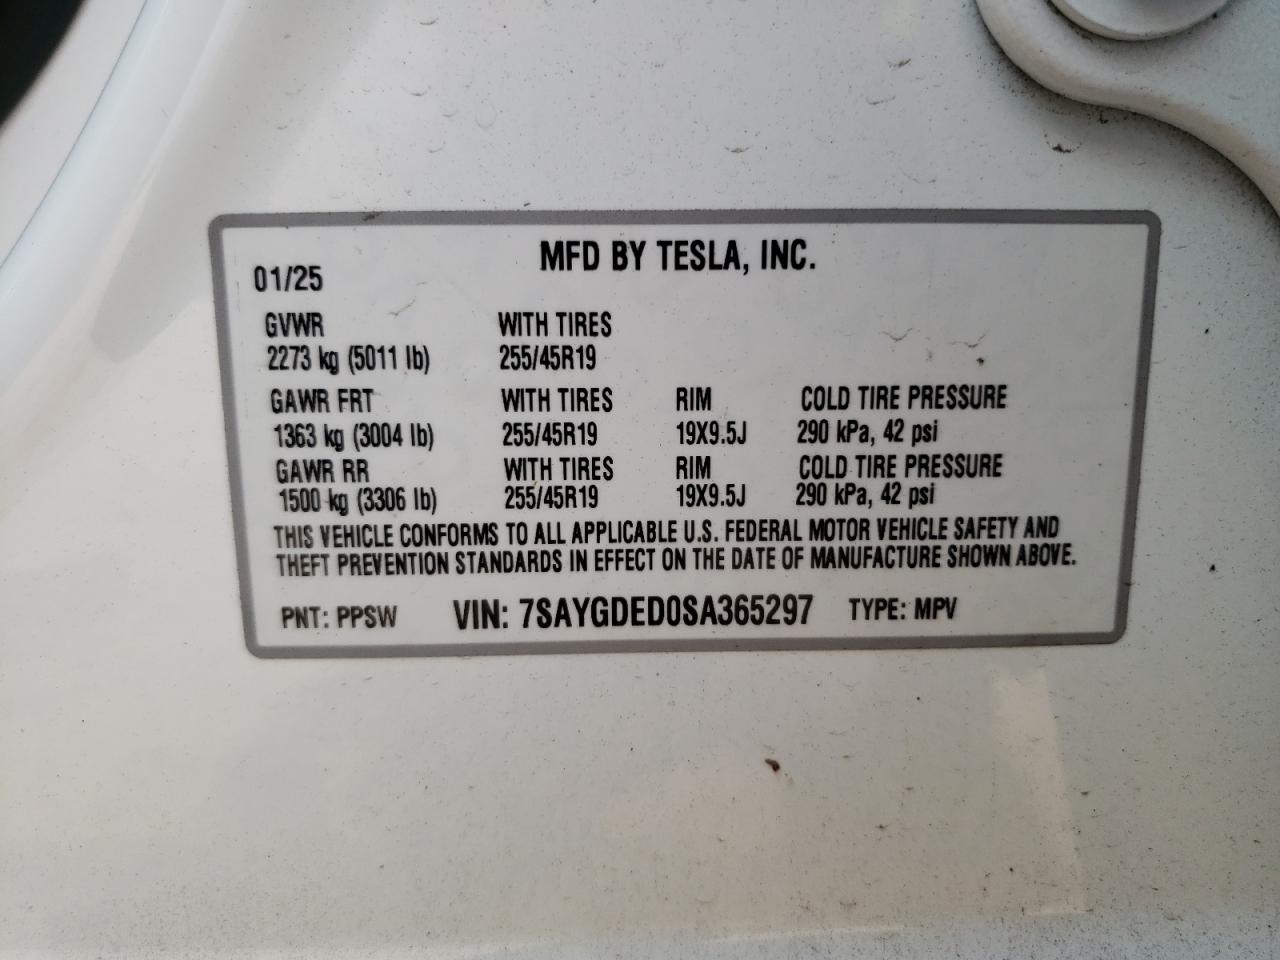 MFD BY TESLA, INC.
01/25
GVWR WITH TIRES
2273 kg (5011 lb) 255/45R19
GAWR FRT WITH TIRES RIM COLD TIRE PRESSURE
1363 kg (3004 lb) 255/45R19 19X9.5J 290 kPa, 42 psi
GAWR RR WITH TIRES RIM COLD TIRE PRESSURE
1500 kg (3306 lb) 255/45R19 19X9.5J 290 kPa, 42 psi
THIS VEHICLE CONFORMS TO ALL APPLICABLE U.S. FEDERAL MOTOR VEHICLE SAFETY AND
THEFT PREVENTION STANDARDS IN EFFECT ON THE DATE OF MANUFACTURE SHOWN ABOVE.
PNT: PPSW VIN: 7SAYGDED0SA365297 TYPE: MPV